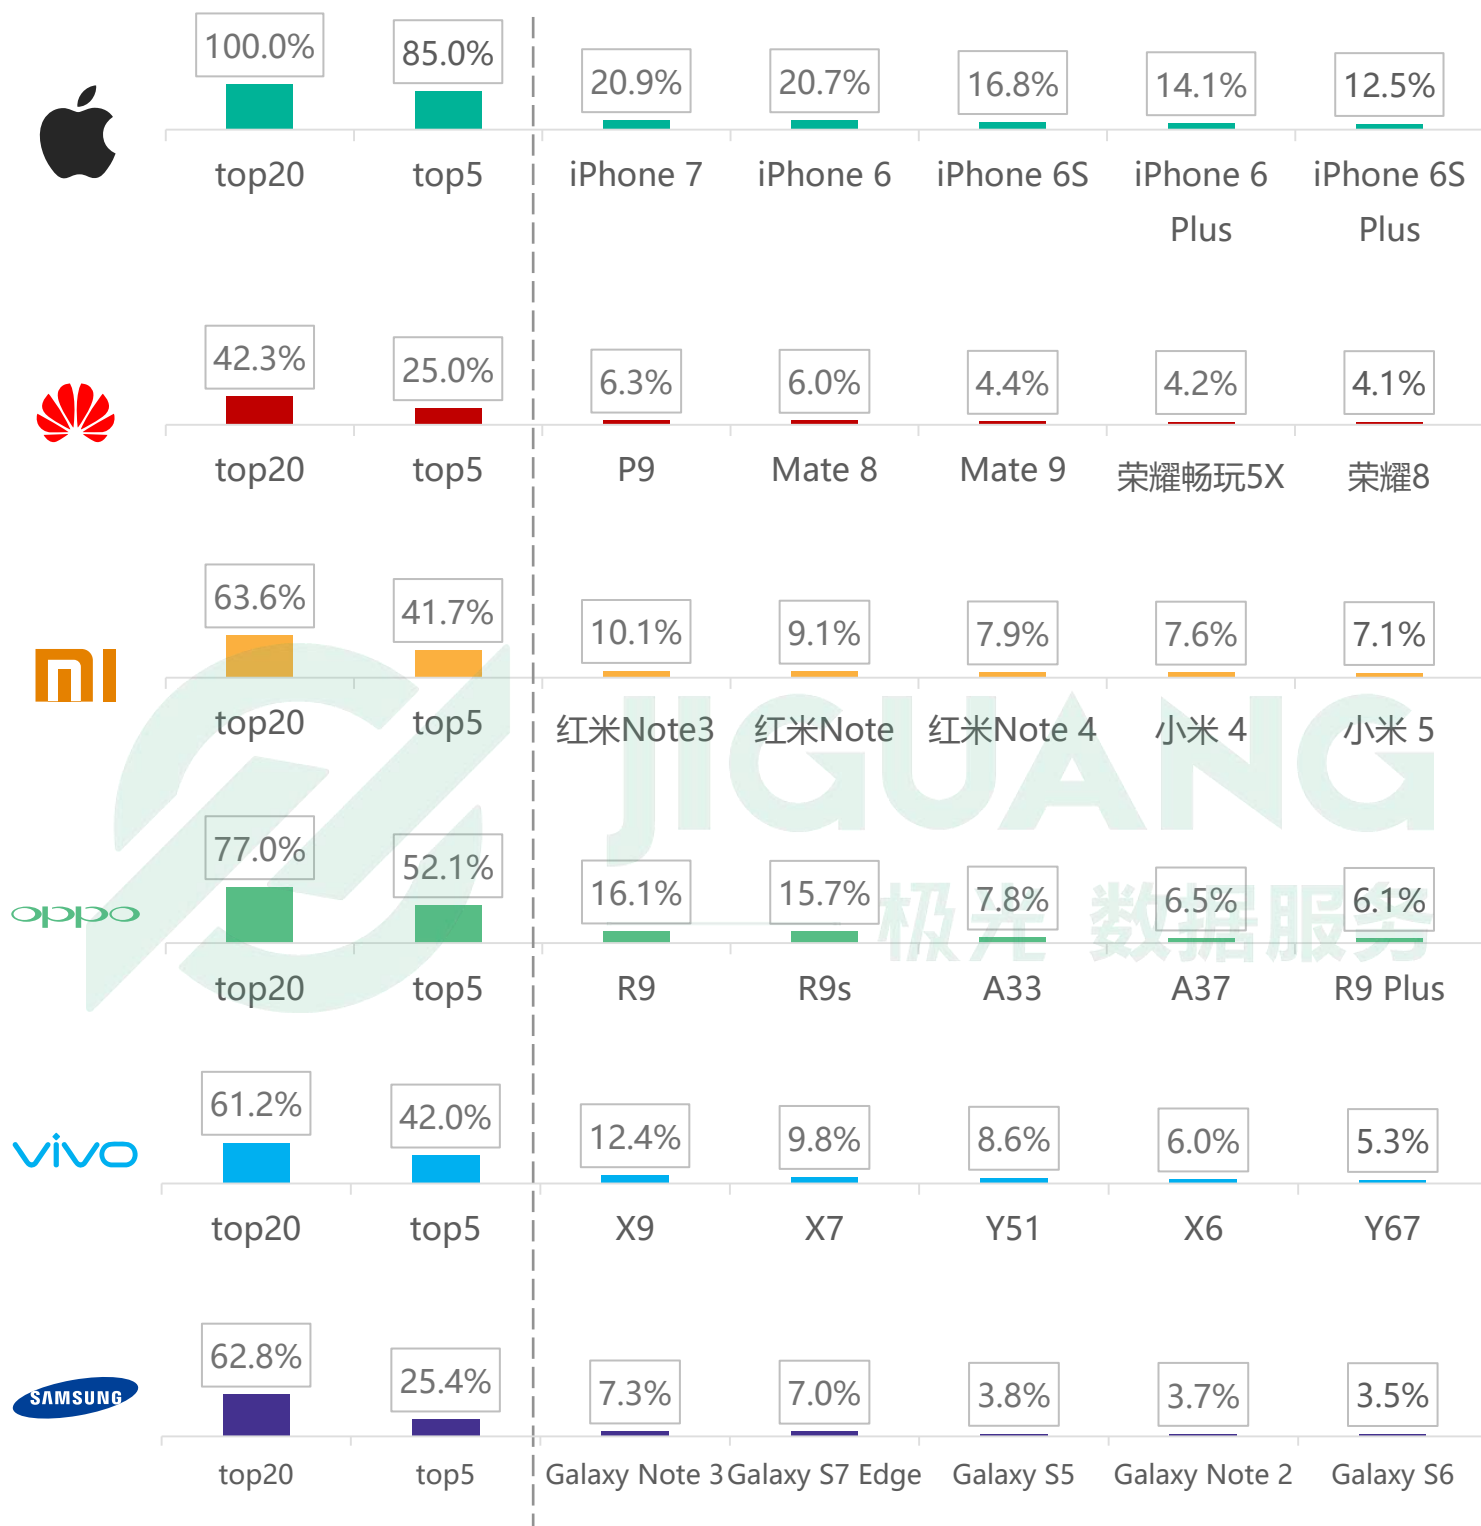 100.0% 85.0% 20.9% 20.7% 16.8% 14.1% 12.5%
top20 top5 iPhone 7 iPhone 6 iPhone 6S iPhone 6 Plus iPhone 6S Plus
42.3% 25.0% 6.3% 6.0% 4.4% 4.2% 4.1%
top20 top5 P9 Mate 8 Mate 9 荣耀畅玩5X 荣耀8
mi
63.6% 41.7% 10.1% 9.1% 7.9% 7.6% 7.1%
top20 top5 红米Note3 红米Note 红米Note 4 小米 4 小米 5
JIGUANG
极光 数据服务
oppo
77.0% 52.1% 16.1% 15.7% 7.8% 6.5% 6.1%
top20 top5 R9 R9s A33 A37 R9 Plus
vivo
61.2% 42.0% 12.4% 9.8% 8.6% 6.0% 5.3%
top20 top5 X9 X7 Y51 X6 Y67
SAMSUNG
62.8% 25.4% 7.3% 7.0% 3.8% 3.7% 3.5%
top20 top5 Galaxy Note 3 Galaxy S7 Edge Galaxy S5 Galaxy Note 2 Galaxy S6